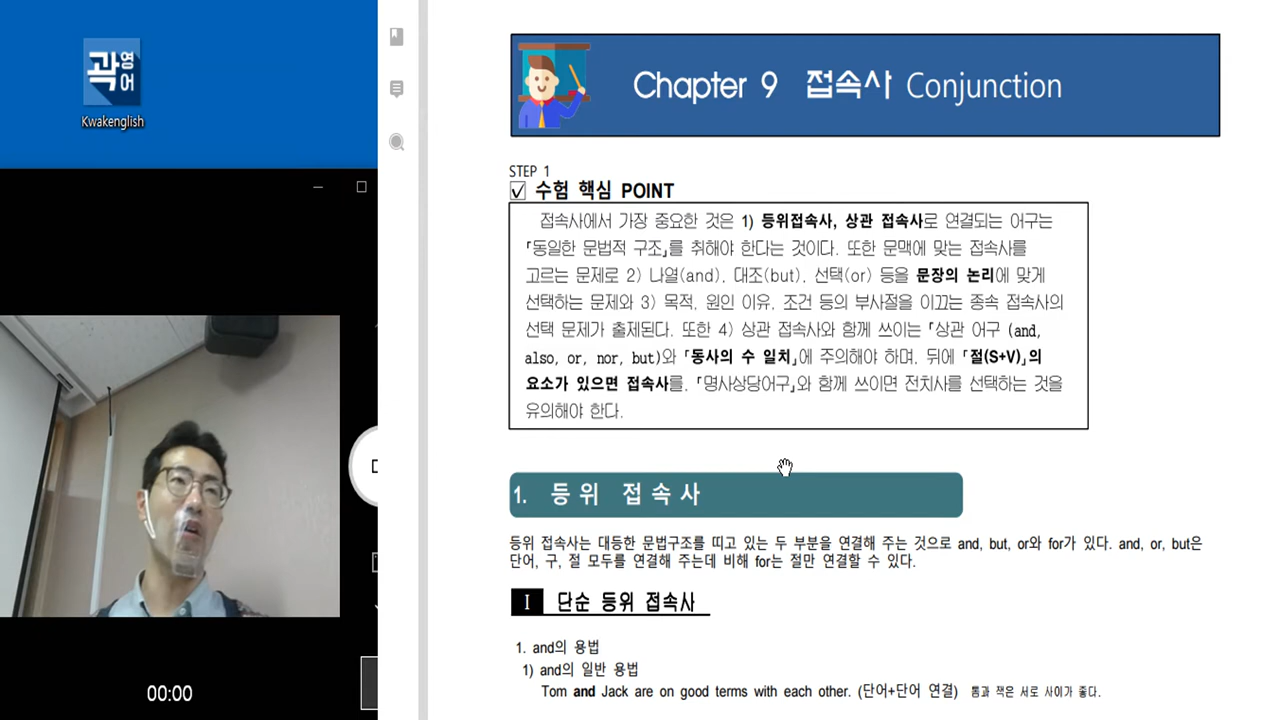 곽영어
Kwakenglish
Chapter 9 접속사 Conjunction
STEP 1
☑ 수험 핵심 POINT
접속사에서 가장 중요한 것은 1) 등위접속사, 상관 접속사로 연결되는 어구는
「동일한 문법적 구조」를 취해야 한다는 것이다. 또한 문맥에 맞는 접속사를
고르는 문제로 2) 나열(and), 대조(but), 선택(or) 등을 문장의 논리에 맞게
선택하는 문제와 3) 목적, 원인 이유, 조건 등의 부사절을 이끄는 종속 접속사의
선택 문제가 출제된다. 또한 4) 상관 접속사와 함께 쓰이는 「상관 어구 (and,
also, or, nor, but)와 「동사의 수 일치」에 주의해야 하며, 뒤에 「절(S+V)」의
요소가 있으면 접속사를, 「명사상당어구」와 함께 쓰이면 전치사를 선택하는 것을
유의해야 한다.
1. 등위 접속사
등위 접속사는 대등한 문법구조를 띠고 있는 두 부분을 연결해 주는 것으로 and, but, or와 for가 있다. and, or, but은
단어, 구, 절 모두를 연결해 주는데 비해 for는 절만 연결할 수 있다.
I 단순 등위 접속사
1. and의 용법
1) and의 일반 용법
Tom and Jack are on good terms with each other. (단어+단어 연결) 톰과 잭은 서로 사이가 좋다.
00:00